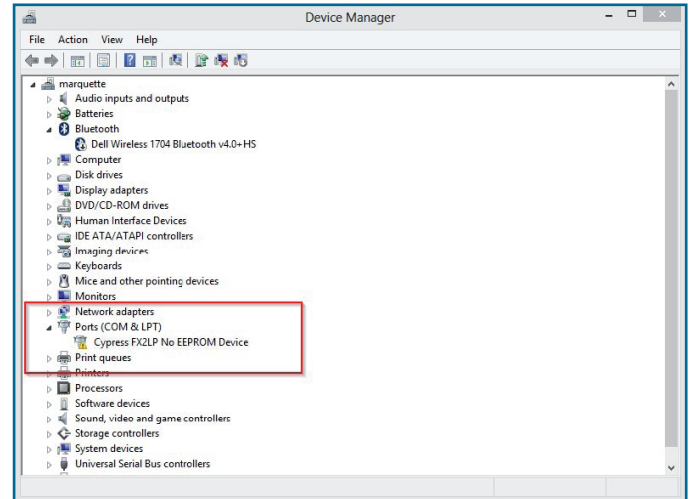 Device Manager
File Action View Help
marquette
Audio inputs and outputs
Batteries
Bluetooth
Dell Wireless 1704 Bluetooth v4.0+HS
Computer
Disk drives
Display adapters
DVD/CD-ROM drives
Human Interface Devices
IDE ATA/ATAPI controllers
Imaging devices
Keyboards
Mice and other pointing devices
Monitors
Network adapters
Ports (COM & LPT)
Cypress FX2LP No EEPROM Device
Print queues
Printers
Processors
Software devices
Sound, video and game controllers
Storage controllers
System devices
Universal Serial Bus controllers